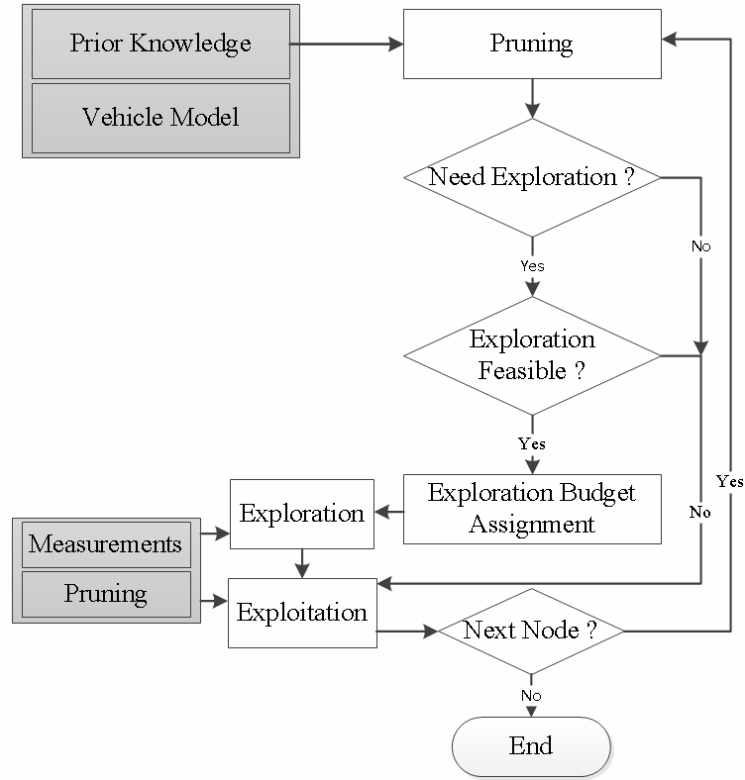 Prior Knowledge
Pruning
Vehicle Model
Need Exploration ?
No
Yes
Exploration
Feasible ?
Yes
Yes
Exploration Budget
Assignment
No
Exploration
Measurements
Pruning
Exploitation
Next Node ?
No
End